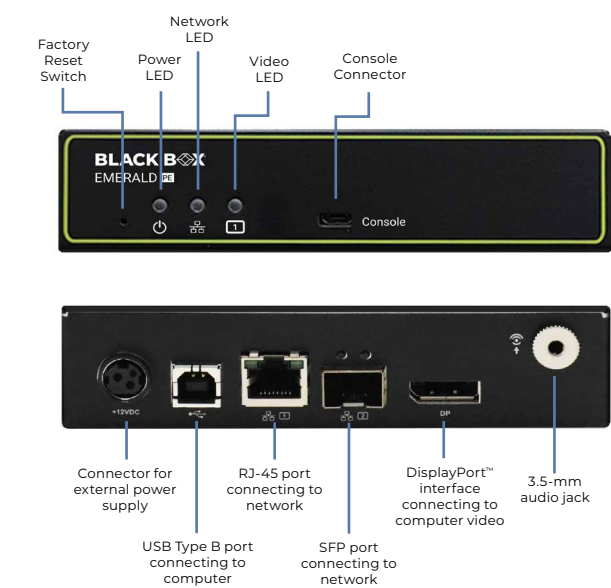 Factory
Reset
Switch
Power
LED
Network
LED
Video
LED
Console
Connector
BLACK BOX
EMERALD PE
1
Console
+12VDC
1
2
DP
Connector for
external power
supply
USB Type B port
connecting to
computer
RJ-45 port
connecting to
network
SFP port
connecting to
network
DisplayPort™
interface
connecting to
computer video
3.5-mm
audio jack